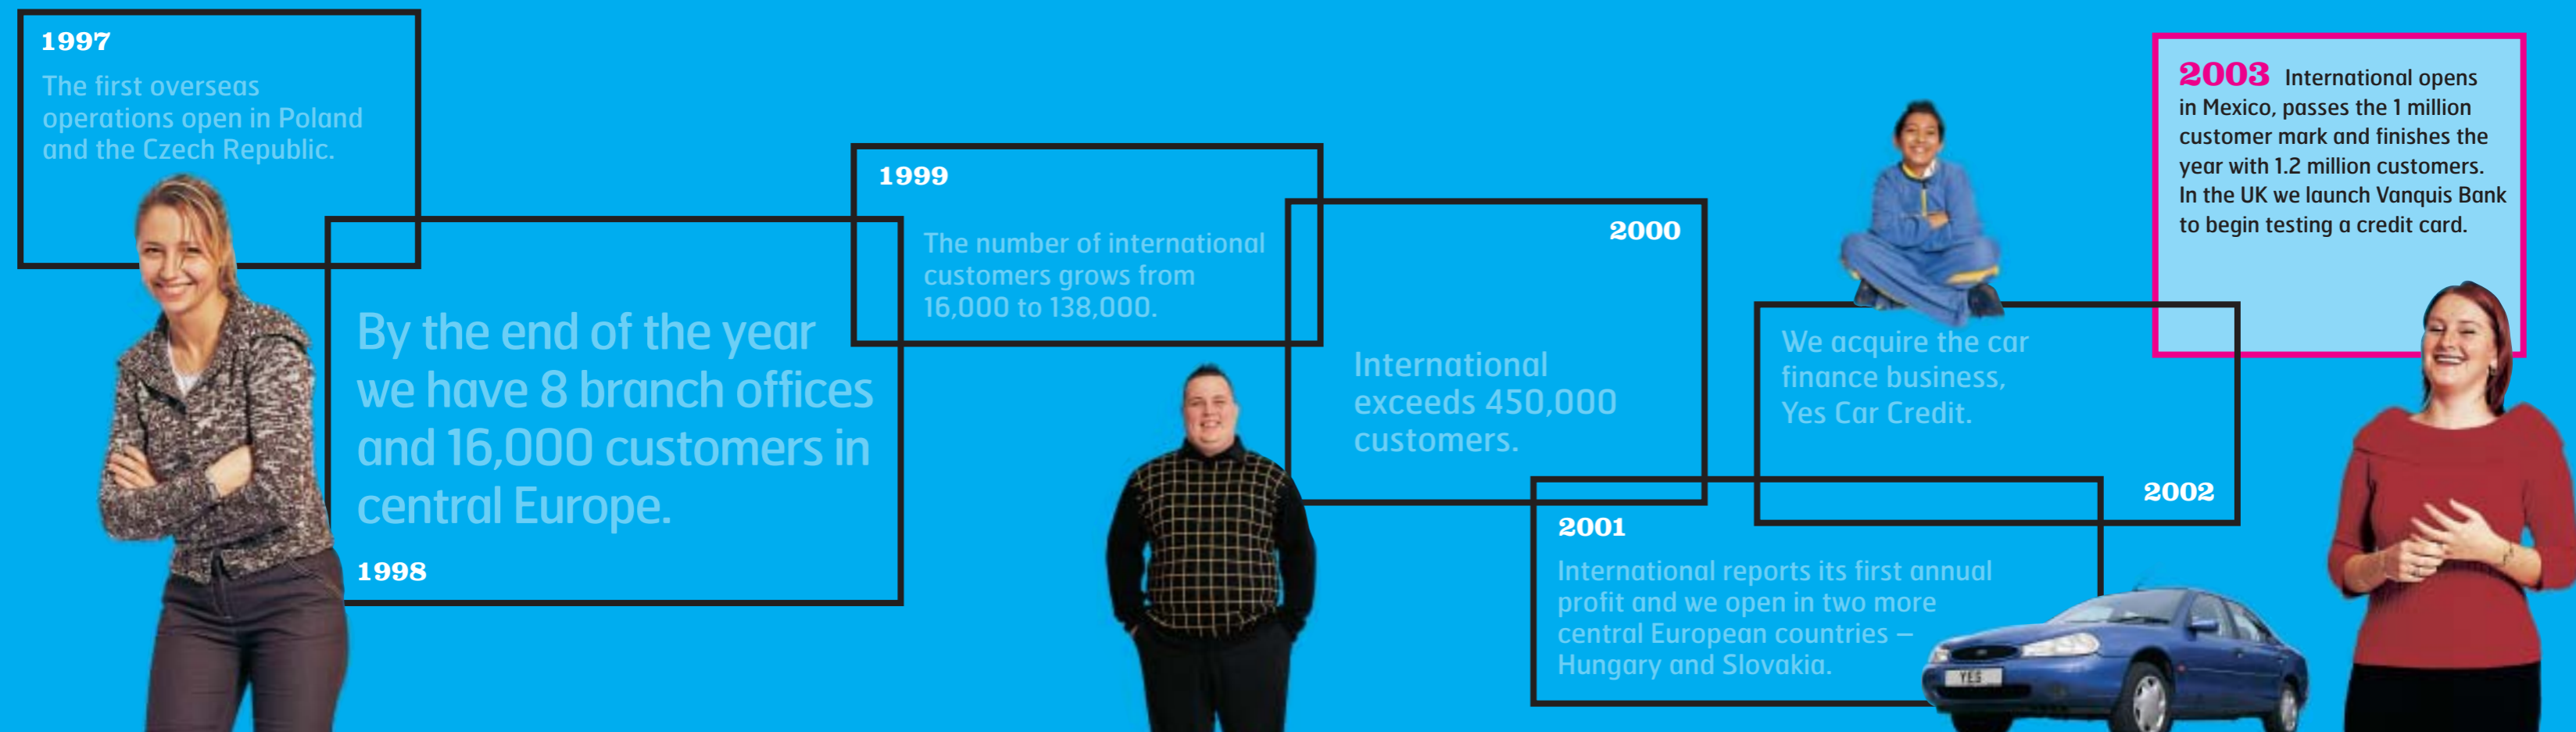 1997
The first overseas
operations open in Poland
and the Czech Republic.
By the end of the year
we have 8 branch offices
and 16,000 customers in
central Europe.
1998
1999
The number of international
customers grows from
16,000 to 138,000.
2000
International
exceeds 450,000
customers.
2001
International reports its first annual
profit and we open in two more
central European countries –
Hungary and Slovakia.
We acquire the car
finance business,
Yes Car Credit.
2002
YES
2003 International opens
in Mexico, passes the 1 million
customer mark and finishes the
year with 1.2 million customers.
In the UK we launch Vanquis Bank
to begin testing a credit card.